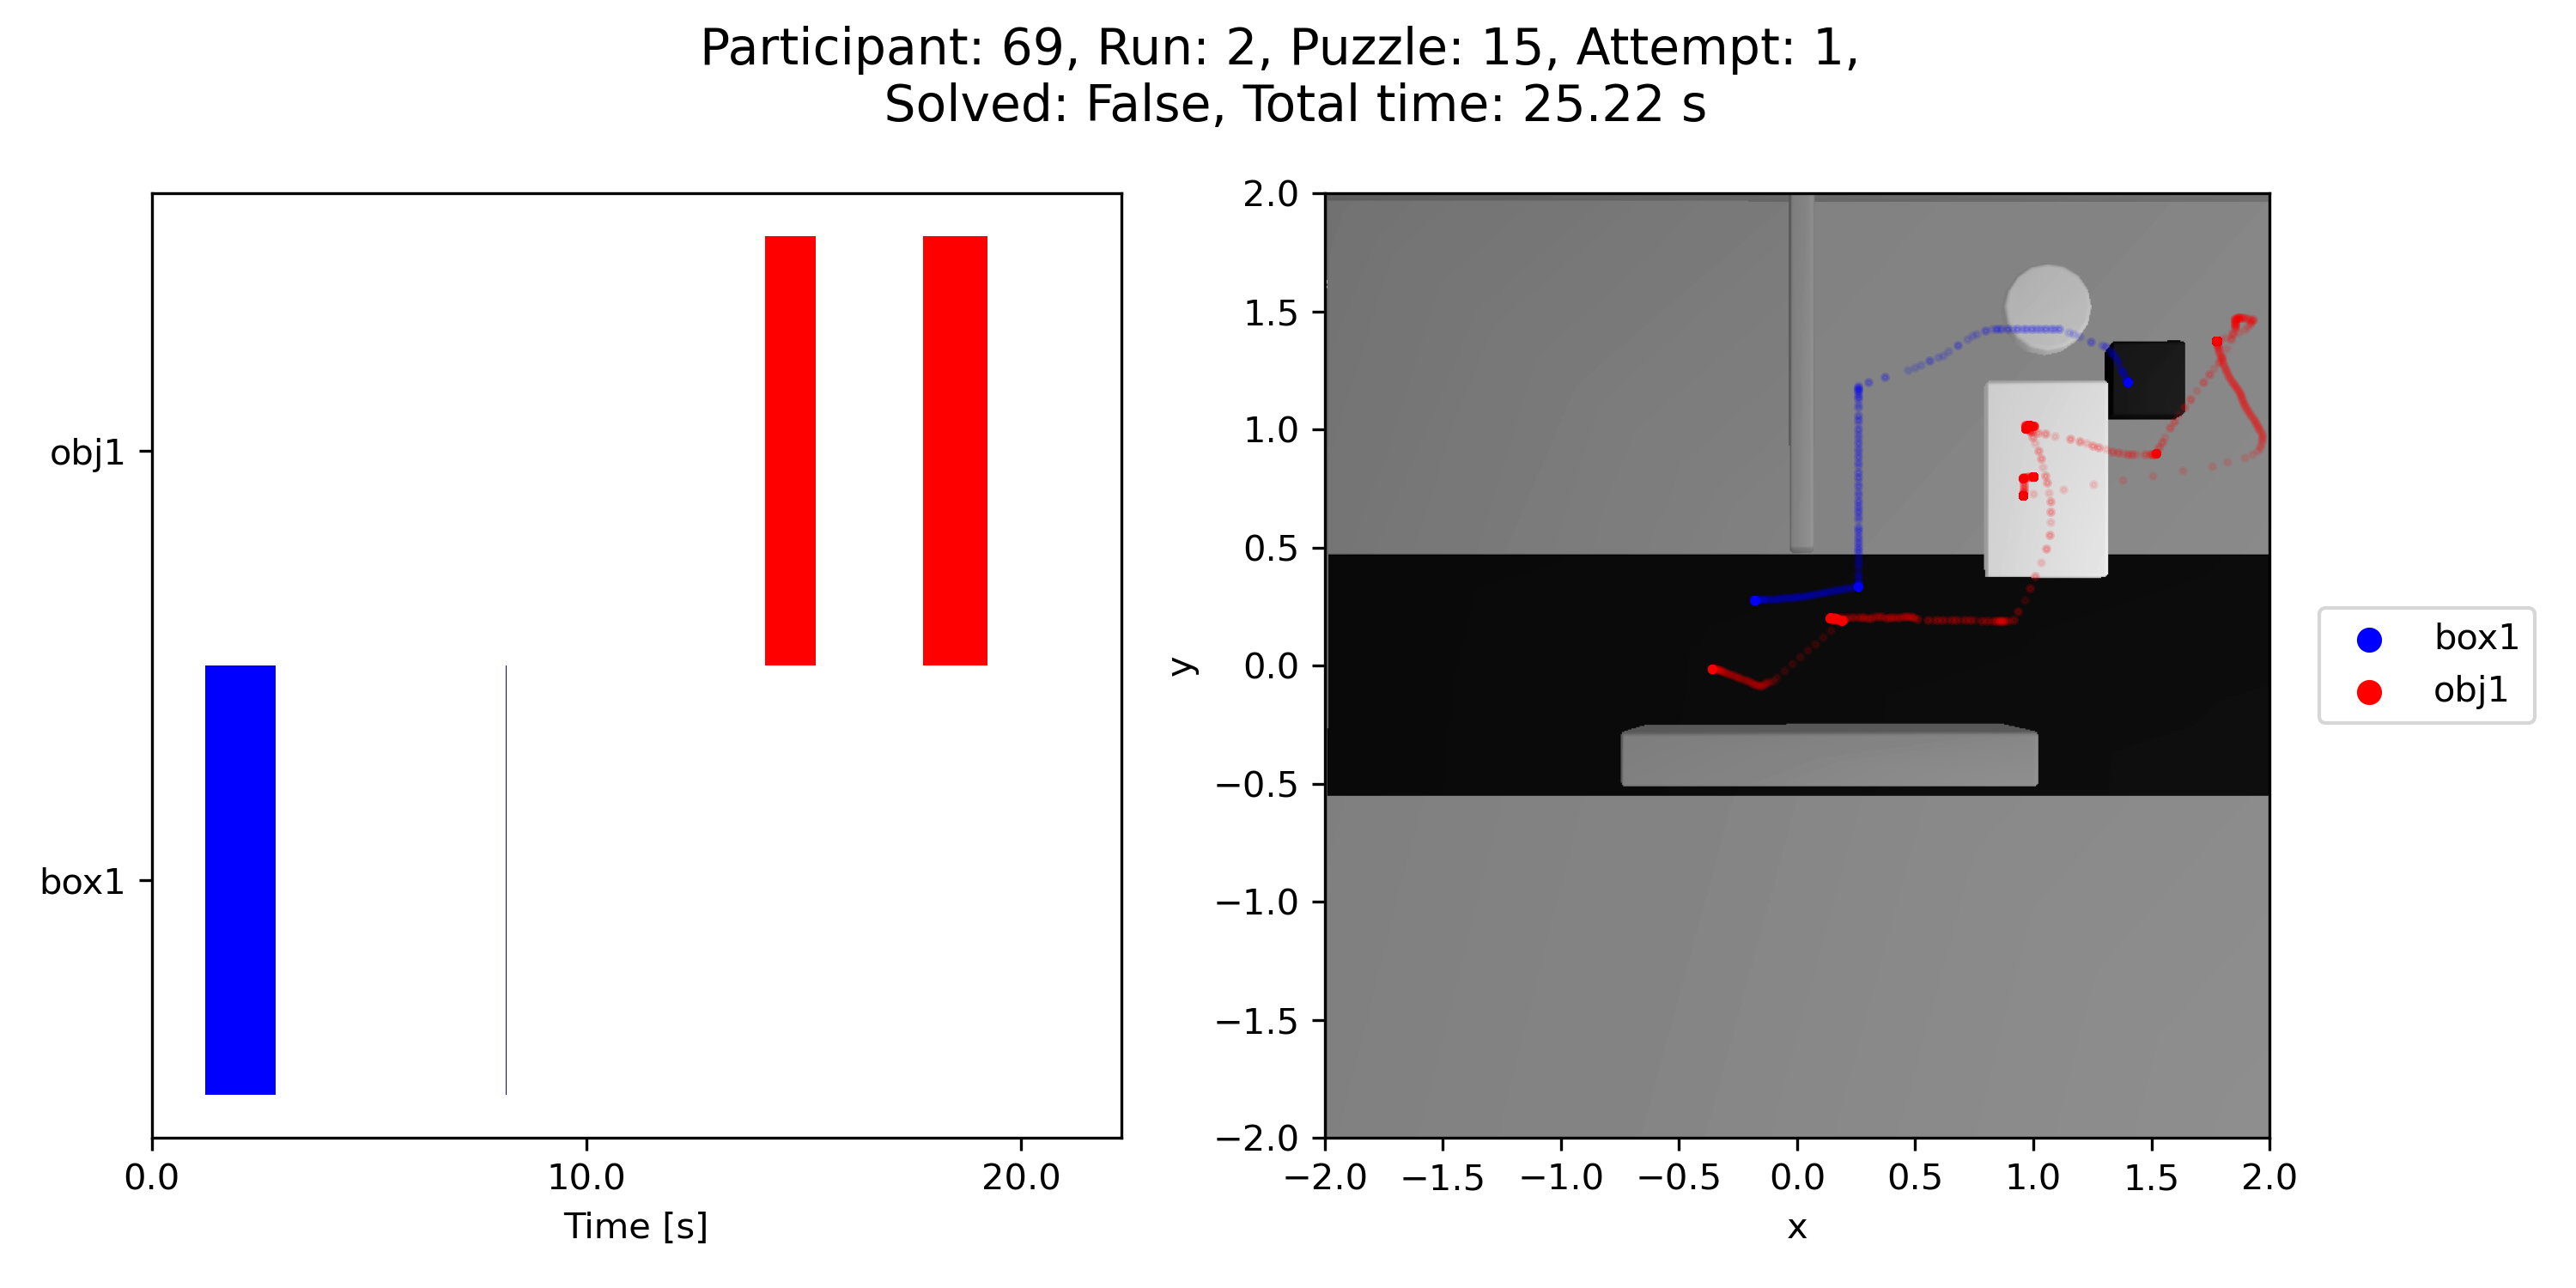 Participant: 69, Run: 2, Puzzle: 15, Attempt: 1,
Solved: False, Total time: 25.22 s
obj1
box1
0.0 10.0 20.0
Time [s]
2.0
1.5
1.0
0.5
0.0
−0.5
−1.0
−1.5
−2.0
y
−2.0 −1.5 −1.0 −0.5 0.0 0.5 1.0 1.5 2.0
x
box1
obj1